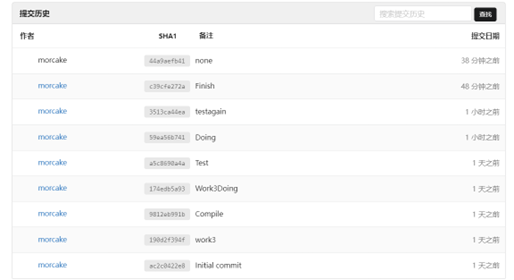 提交历史 搜索提交历史 查找
作者 SHA1 备注 提交日期
morcake 44a9aefb41 none 38 分钟之前
morcake c39cfe272a Finish 48 分钟之前
morcake 3513ca44ea testagain 1 小时之前
morcake 99ea56b741 Doing 1 小时之前
morcake a5c8690a4a Test 1 天之前
morcake 174edb5a93 Work3Doing 1 天之前
morcake 9812ab991b Compile 1 天之前
morcake 190d2f394f work3 1 天之前
morcake ac2c0422e8 Initial commit 1 天之前